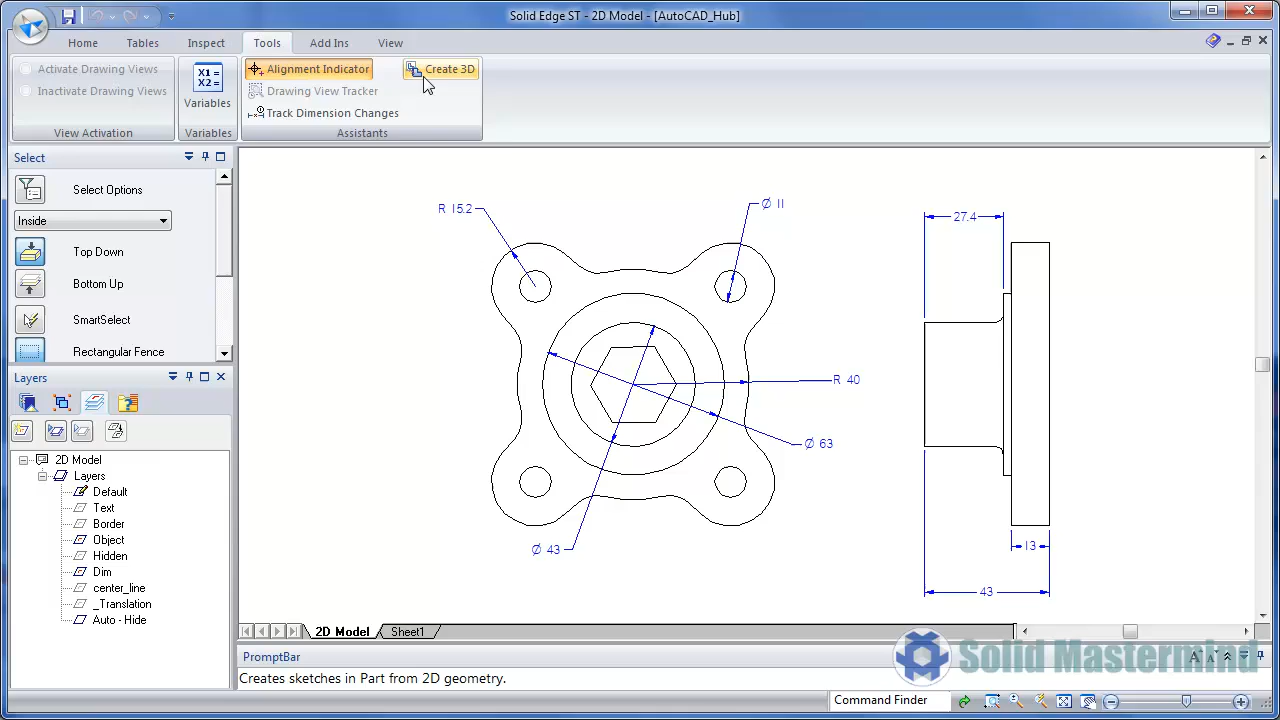 Solid Edge ST - 2D Model - [AutoCAD_Hub]
Home Tables Inspect Tools Add Ins View
Activate Drawing Views
Inactivate Drawing Views
View Activation
X1 =
X2 =
Variables
Variables
Alignment Indicator
Create 3D
Drawing View Tracker
Track Dimension Changes
Assistants
Select
Select Options
Inside
Top Down
Bottom Up
SmartSelect
Rectangular Fence
Layers
2D Model
Layers
Default
Text
Border
Object
Hidden
Dim
center_line
_Translation
Auto - Hide
R 15.2
Ø 11
27.4
R 40
Ø 63
Ø 43
13
43
2D Model Sheet1
PromptBar
Creates sketches in Part from 2D geometry.
Solid Mastermind
Command Finder